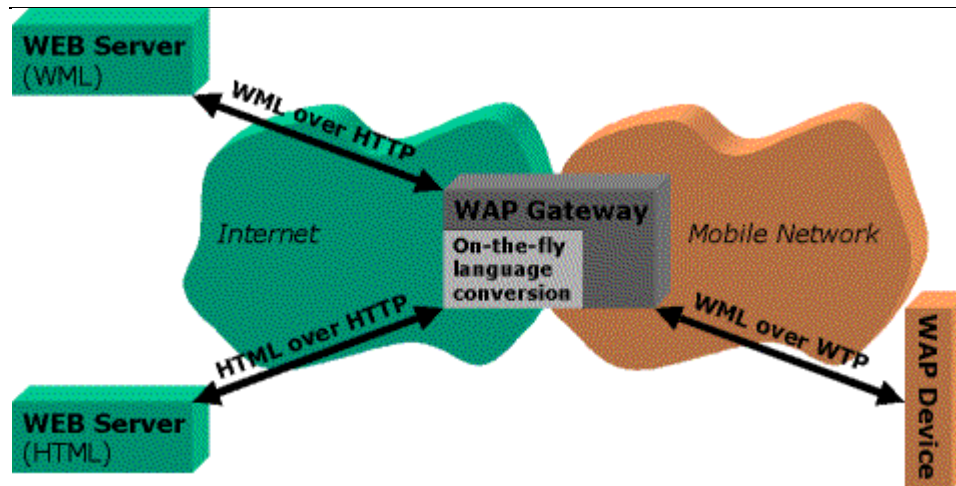 WEB Server
(WML)
WML over HTTP
WAP Gateway
Internet
On-the-fly
language
conversion
Mobile Network
HTML over HTTP
WML over WTP
WAP Device
WEB Server
(HTML)